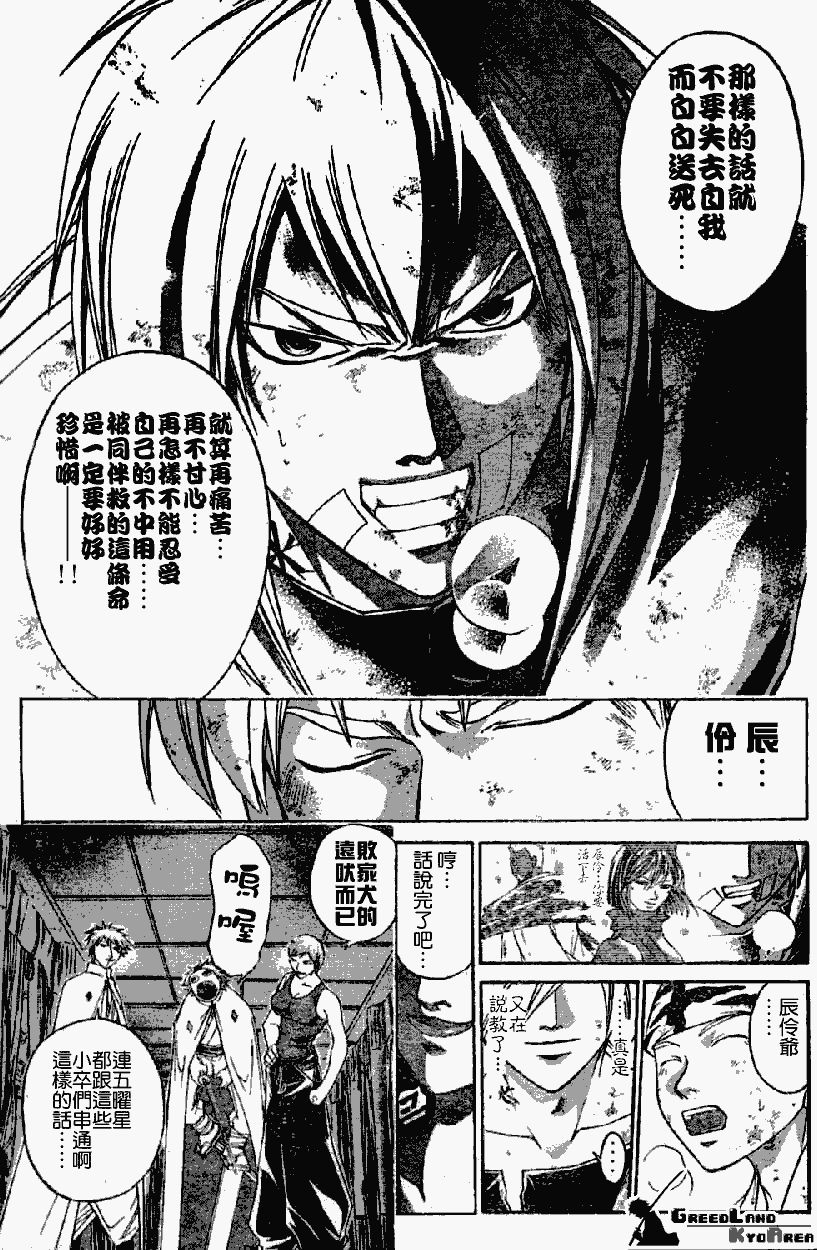 那樣的話就
不要失去自我
而白白送死……
就算再痛苦…
再不甘心…
再怎樣不能忍受
自己的不中用……
被同伴救的這條命
是一定要好好
珍惜啊——!!
辰…
伶…
辰伶爺
……
……真是
又在
說教了…
…
哼…
話說完了吧…
敗家犬的
遠吠而已
嗚喔
連五曜星
都跟這些
小卒們串通啊
這樣的話……
GreedLand
KyoArea